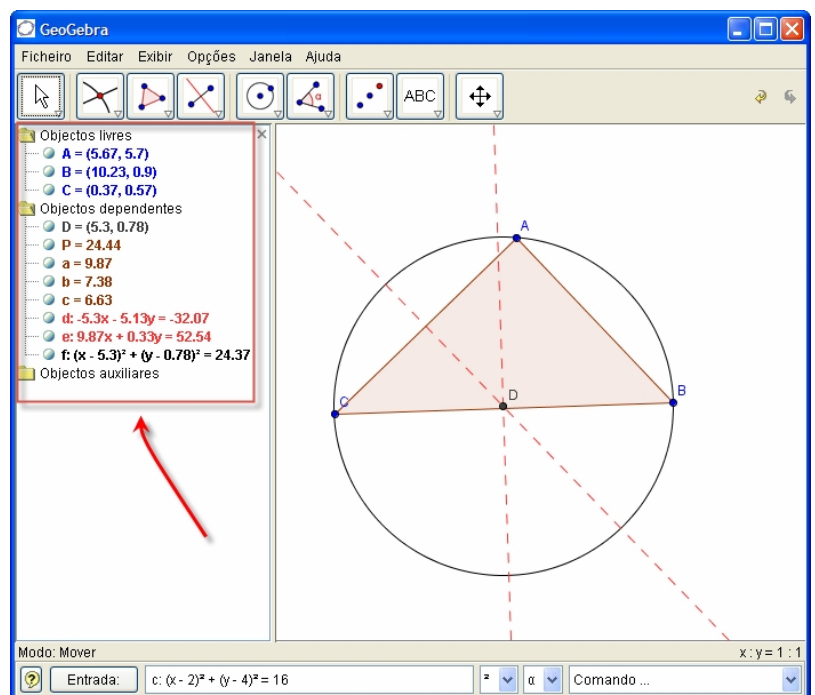 GeoGebra
Ficheiro Editar Exibir Opções Janela Ajuda
ABC
Objectos livres
A = (5.67, 5.7)
B = (10.23, 0.9)
C = (0.37, 0.57)
Objectos dependentes
D = (5.3, 0.78)
P = 24.44
a = 9.87
b = 7.38
c = 6.63
d: -5.3x - 5.13y = -32.07
e: 9.87x + 0.33y = 52.54
f: (x - 5.3)² + (y - 0.78)² = 24.37
Objectos auxiliares
A
B
C
D
Modo: Mover x : y = 1 : 1
Entrada: c: (x - 2)² + (y - 4)² = 16 ² α Comando ...